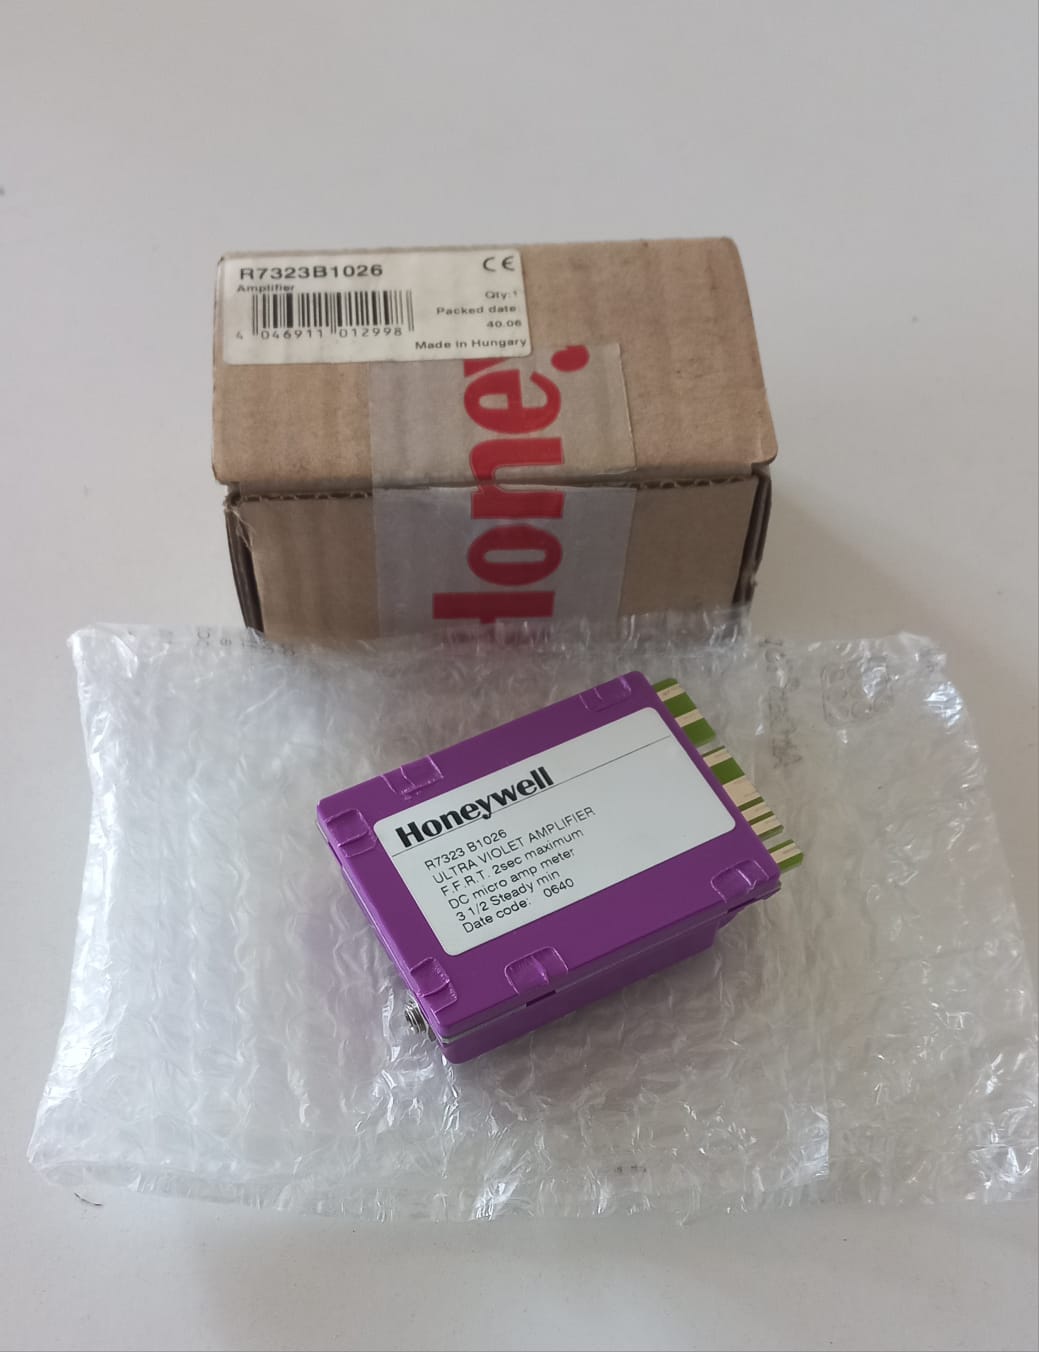 R7323B1026
Amplifier
CE
4 046911 012998
Qty:1
Packed date:
40.06
Made in Hungary
Honey
Honeywell
R7323 B1026
ULTRA VIOLET AMPLIFIER
F.F.R.T. 2sec maximum
DC micro amp meter
3 1/2 Steady min
Date code: 0640